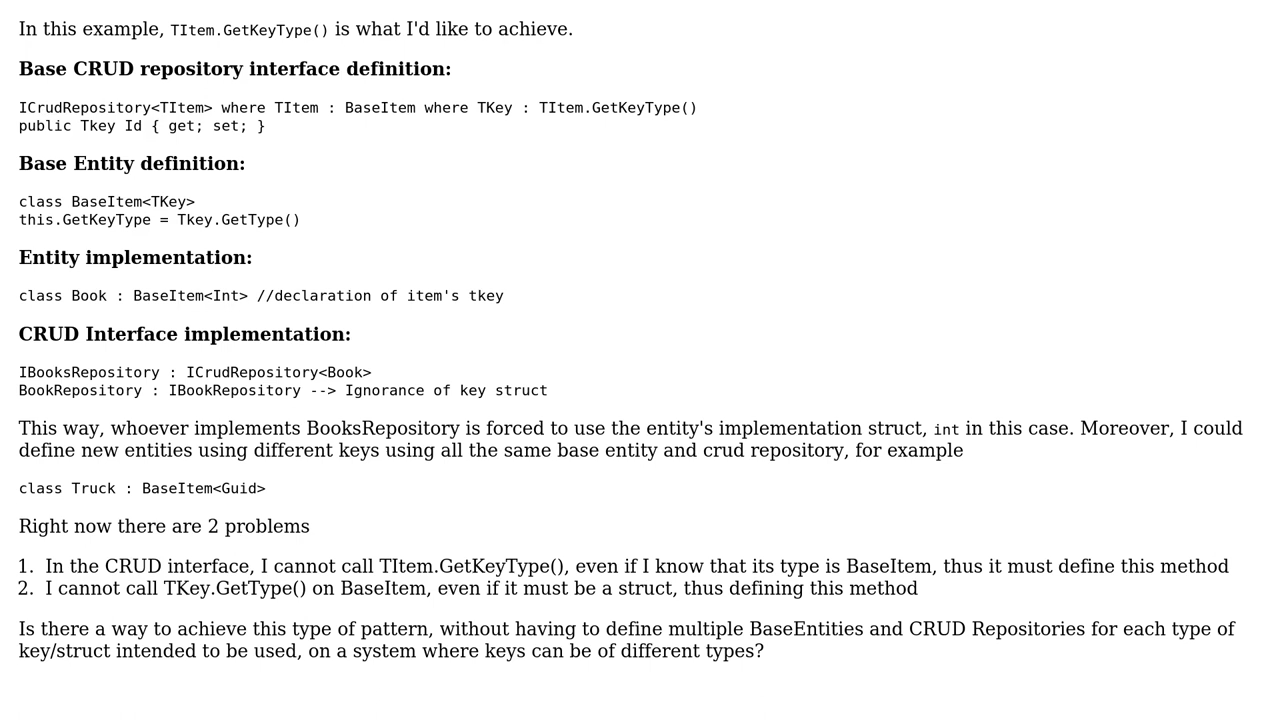 In this example, TItem.GetKeyType() is what I'd like to achieve.
Base CRUD repository interface definition:
ICrudRepository<TItem> where TItem : BaseItem where TKey : TItem.GetKeyType()
public Tkey Id { get; set; }
Base Entity definition:
class BaseItem<TKey>
this.GetKeyType = Tkey.GetType()
Entity implementation:
class Book : BaseItem<Int> //declaration of item's tkey
CRUD Interface implementation:
IBooksRepository : ICrudRepository<Book>
BookRepository : IBookRepository --> Ignorance of key struct
This way, whoever implements BooksRepository is forced to use the entity's implementation struct, int in this case. Moreover, I could
define new entities using different keys using all the same base entity and crud repository, for example
class Truck : BaseItem<Guid>
Right now there are 2 problems
1. In the CRUD interface, I cannot call TItem.GetKeyType(), even if I know that its type is BaseItem, thus it must define this method
2. I cannot call TKey.GetType() on BaseItem, even if it must be a struct, thus defining this method
Is there a way to achieve this type of pattern, without having to define multiple BaseEntities and CRUD Repositories for each type of
key/struct intended to be used, on a system where keys can be of different types?